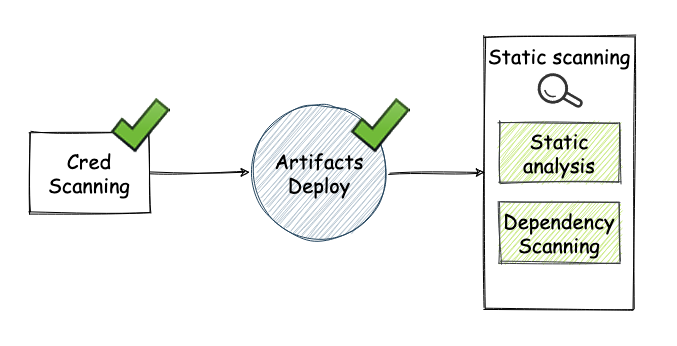 Cred
Scanning
Artifacts
Deploy
Static scanning
Static
analysis
Dependency
Scanning